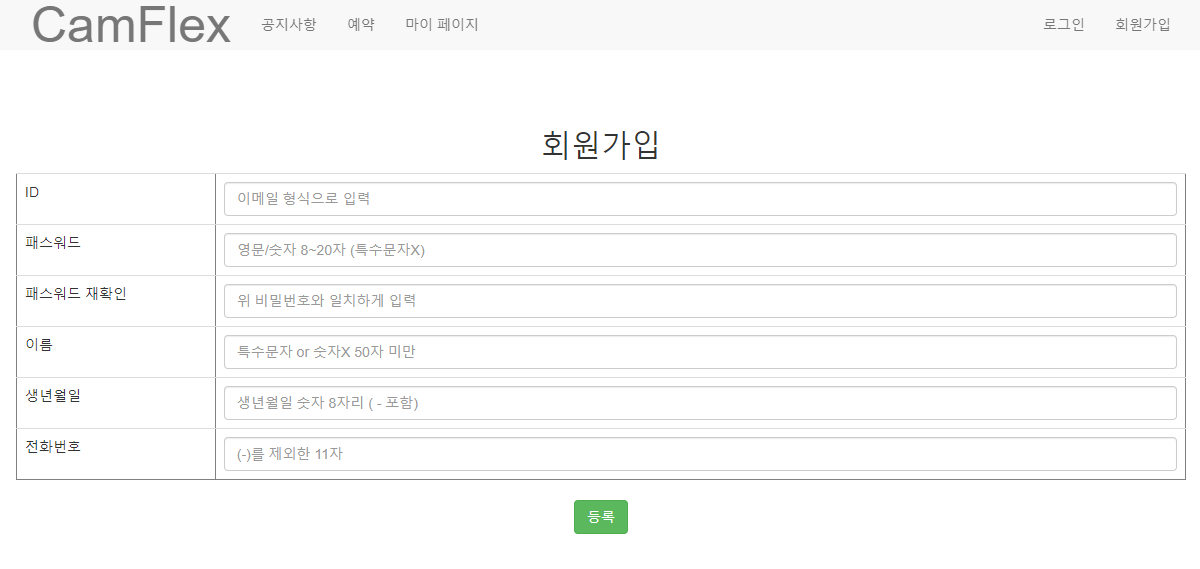 CamFlex 공지사항 예약 마이 페이지 로그인 회원가입
회원가입
ID 이메일 형식으로 입력
패스워드 영문/숫자 8~20자 (특수문자X)
패스워드 재확인 위 비밀번호와 일치하게 입력
이름 특수문자 or 숫자X 50자 미만
생년월일 생년월일 숫자 8자리 ( - 포함)
전화번호 (-)를 제외한 11자
등록